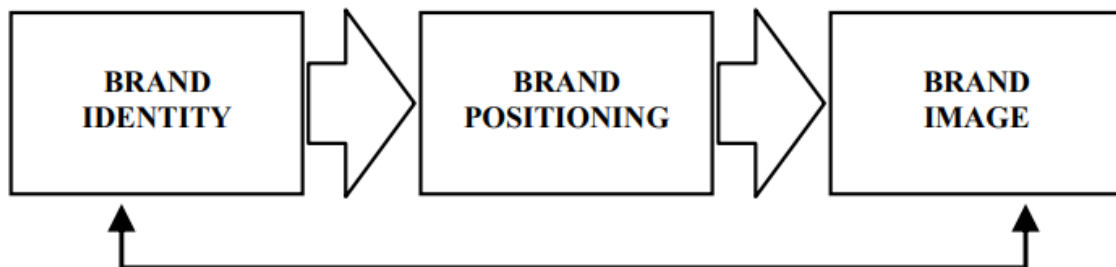 BRAND
IDENTITY
BRAND
POSITIONING
BRAND
IMAGE